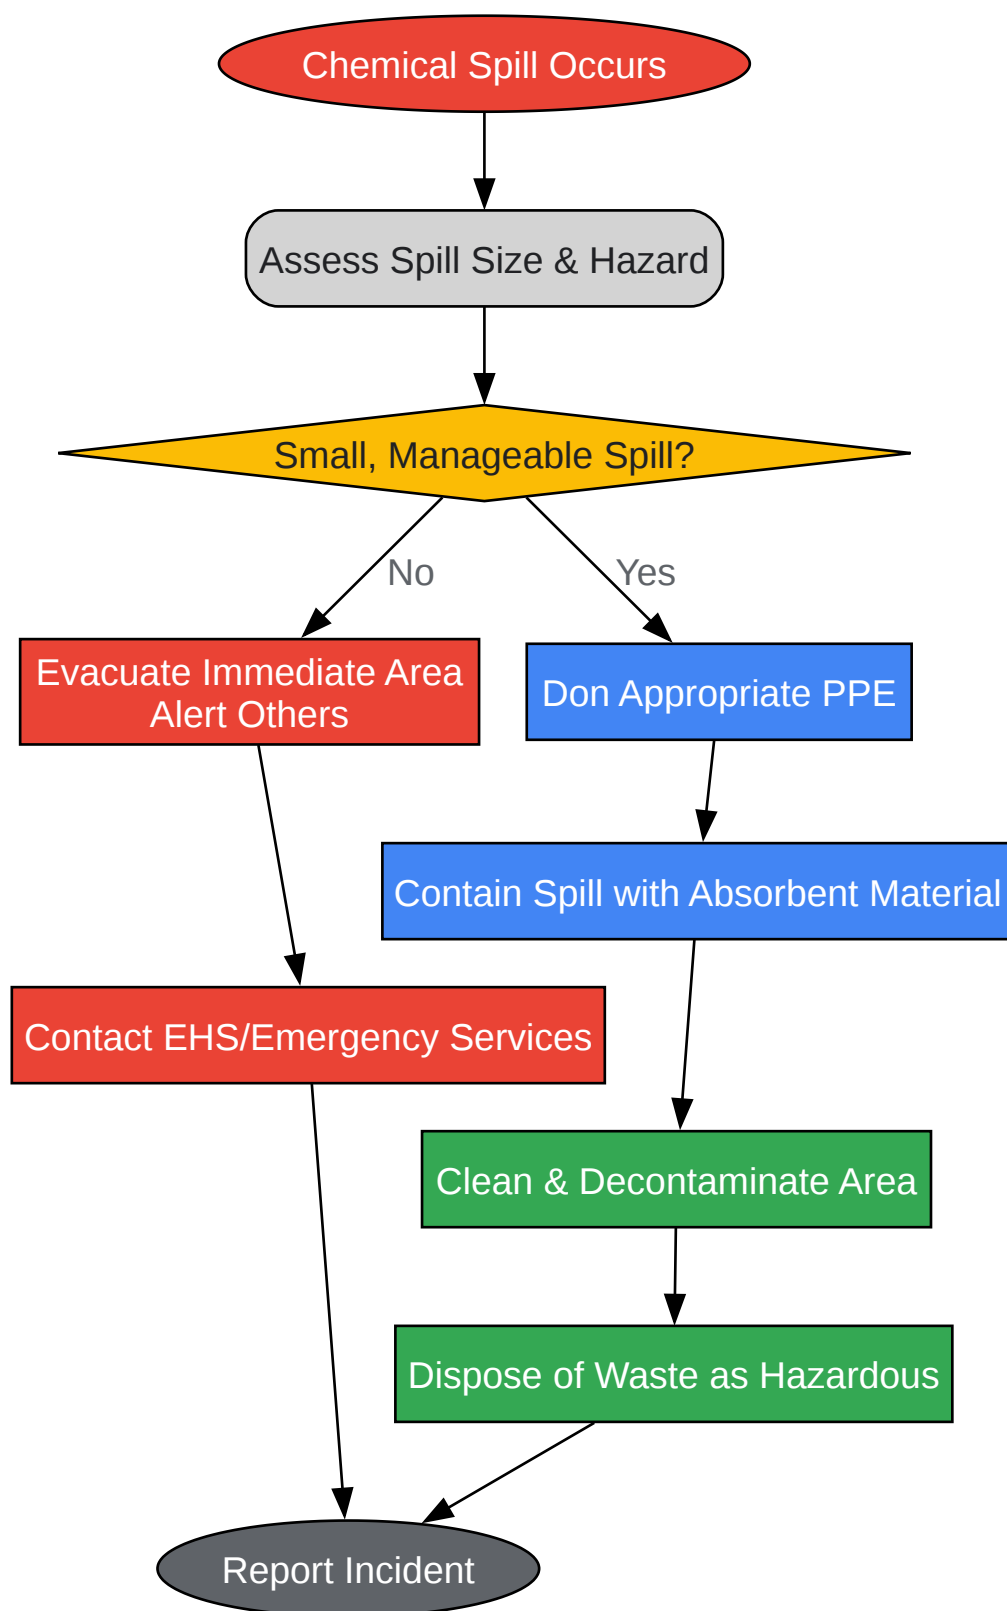 Chemical Spill Occurs
Assess Spill Size & Hazard
Small, Manageable Spill?
No
Yes
Evacuate Immediate Area
Alert Others
Don Appropriate PPE
Contain Spill with Absorbent Material
Contact EHS/Emergency Services
Clean & Decontaminate Area
Dispose of Waste as Hazardous
Report Incident